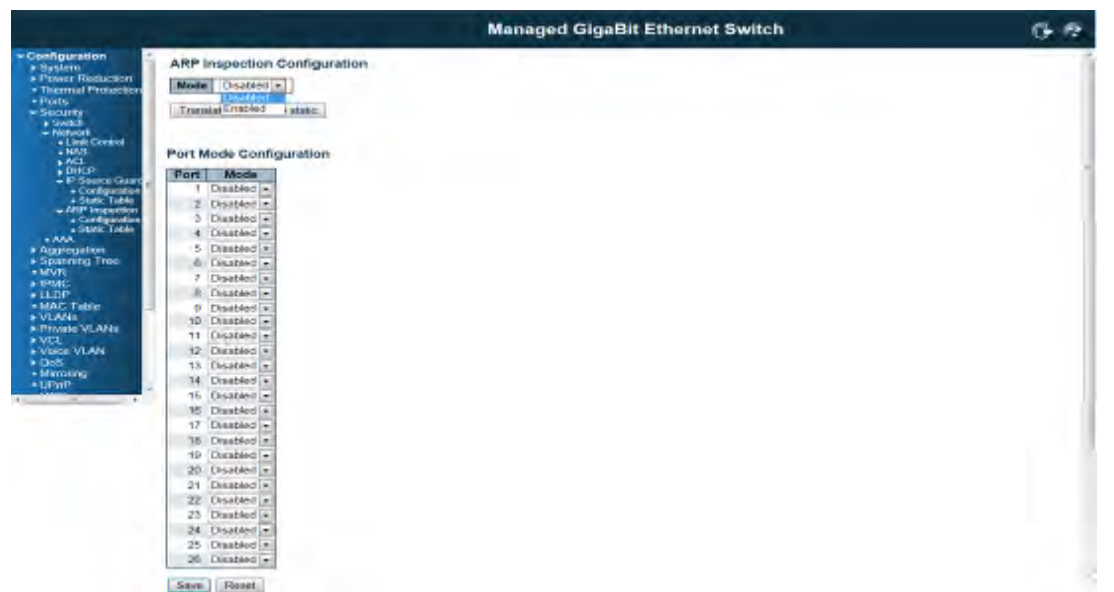 Managed GigaBit Ethernet Switch
Configuration
System
Power Reduction
Thermal Protection
Ports
Security
Switch
Network
Limit Control
NAS
ACL
DHCP
IP Source Guard
Configuration
Static Table
ARP Inspection
Configuration
Static Table
AAA
Aggregation
Spanning Tree
MVR
IPMC
LLDP
MAC Table
VLANs
Private VLANs
VCL
Voice VLAN
QoS
Mirroring
UPnP
ARP Inspection Configuration
Mode Disabled
Disabled
Enabled
static
Port Mode Configuration
Port Mode
1 Disabled
2 Disabled
3 Disabled
4 Disabled
5 Disabled
6 Disabled
7 Disabled
8 Disabled
9 Disabled
10 Disabled
11 Disabled
12 Disabled
13 Disabled
14 Disabled
15 Disabled
16 Disabled
17 Disabled
18 Disabled
19 Disabled
20 Disabled
21 Disabled
22 Disabled
23 Disabled
24 Disabled
25 Disabled
26 Disabled
Save Reset